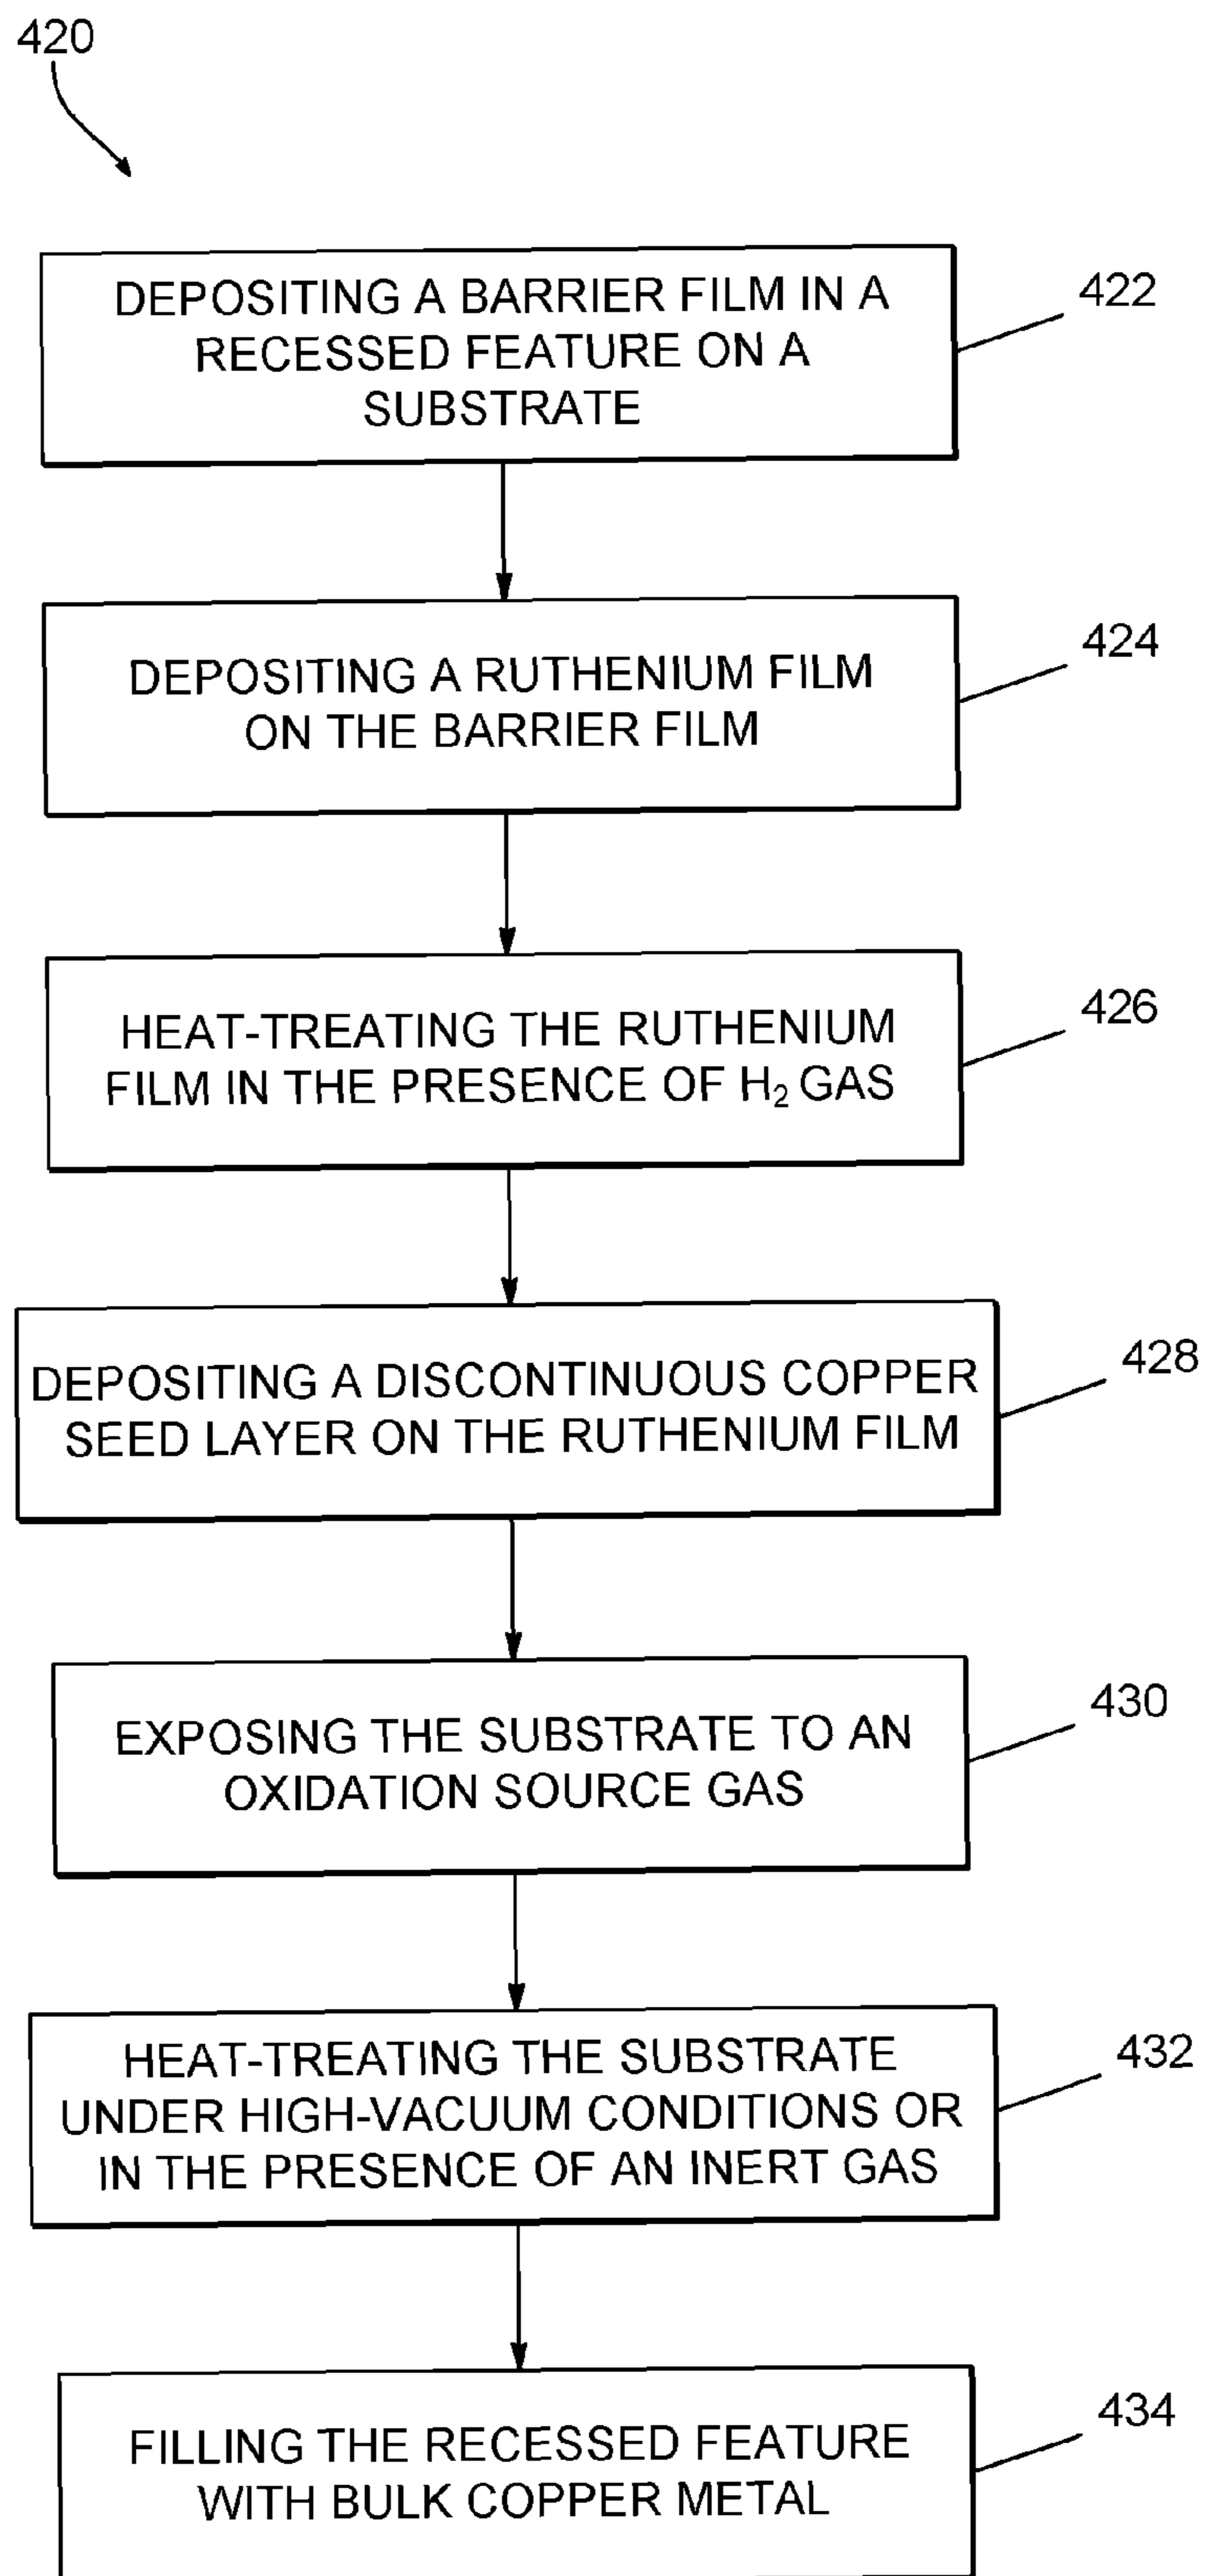 420
DEPOSITING A BARRIER FILM IN A
RECESSED FEATURE ON A
SUBSTRATE
422
DEPOSITING A RUTHENIUM FILM
ON THE BARRIER FILM
424
HEAT-TREATING THE RUTHENIUM
FILM IN THE PRESENCE OF H₂ GAS
426
DEPOSITING A DISCONTINUOUS COPPER
SEED LAYER ON THE RUTHENIUM FILM
428
EXPOSING THE SUBSTRATE TO AN
OXIDATION SOURCE GAS
430
HEAT-TREATING THE SUBSTRATE
UNDER HIGH-VACUUM CONDITIONS OR
IN THE PRESENCE OF AN INERT GAS
432
FILLING THE RECESSED FEATURE
WITH BULK COPPER METAL
434